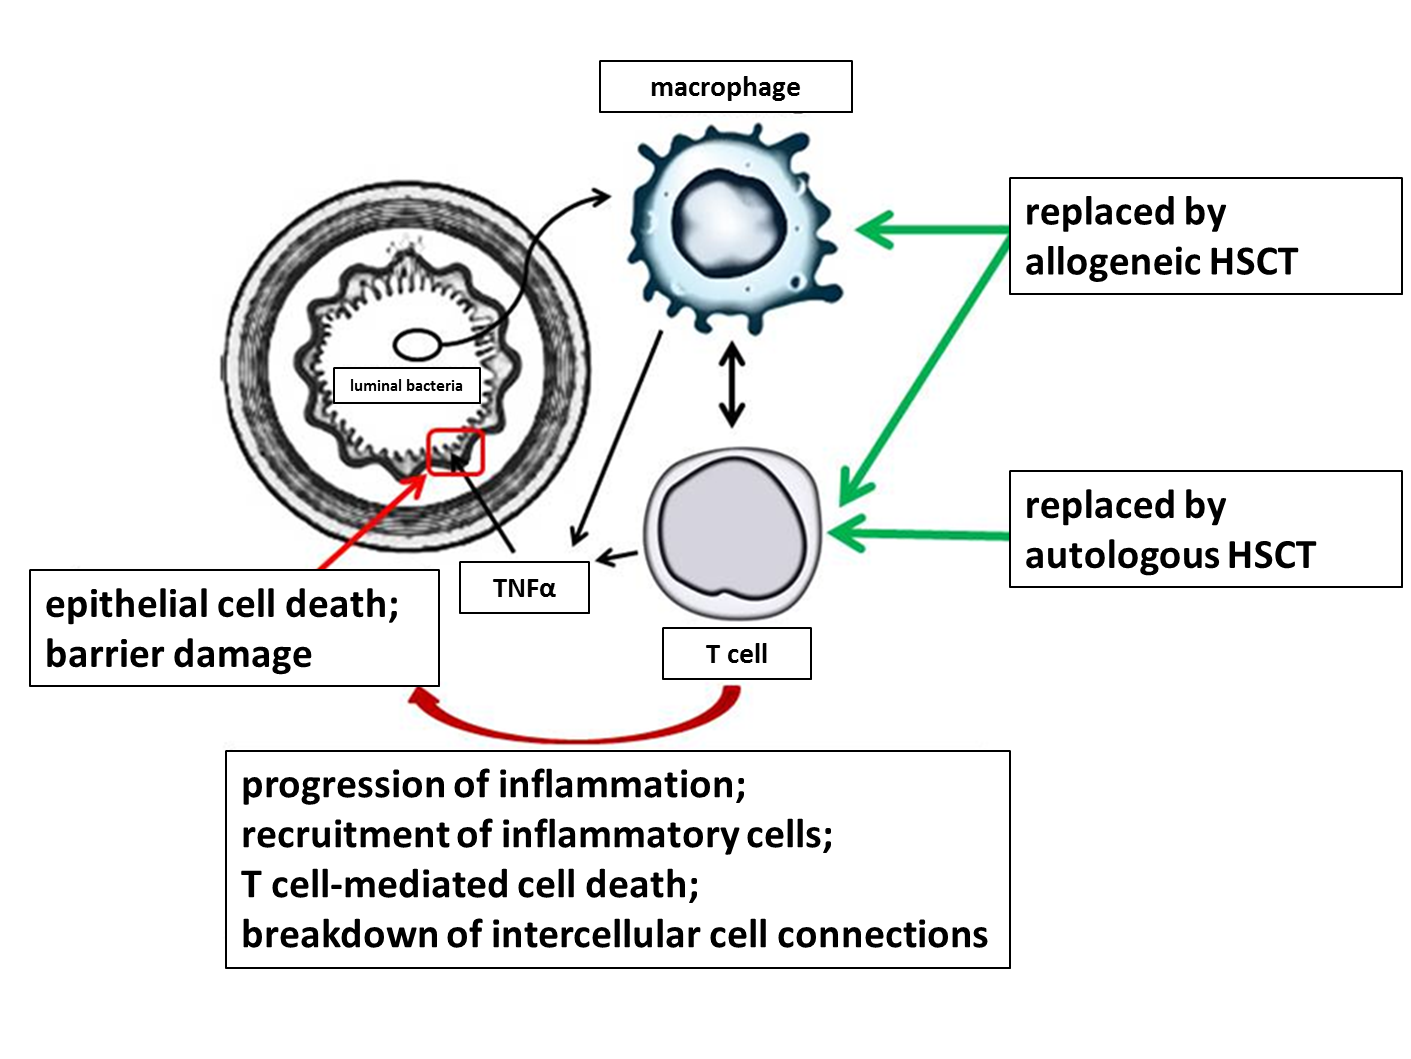 macrophage
replaced by
allogeneic HSCT
luminal bacteria
replaced by
autologous HSCT
TNFα
epithelial cell death;
barrier damage
T cell
progression of inflammation;
recruitment of inflammatory cells;
T cell-mediated cell death;
breakdown of intercellular cell connections